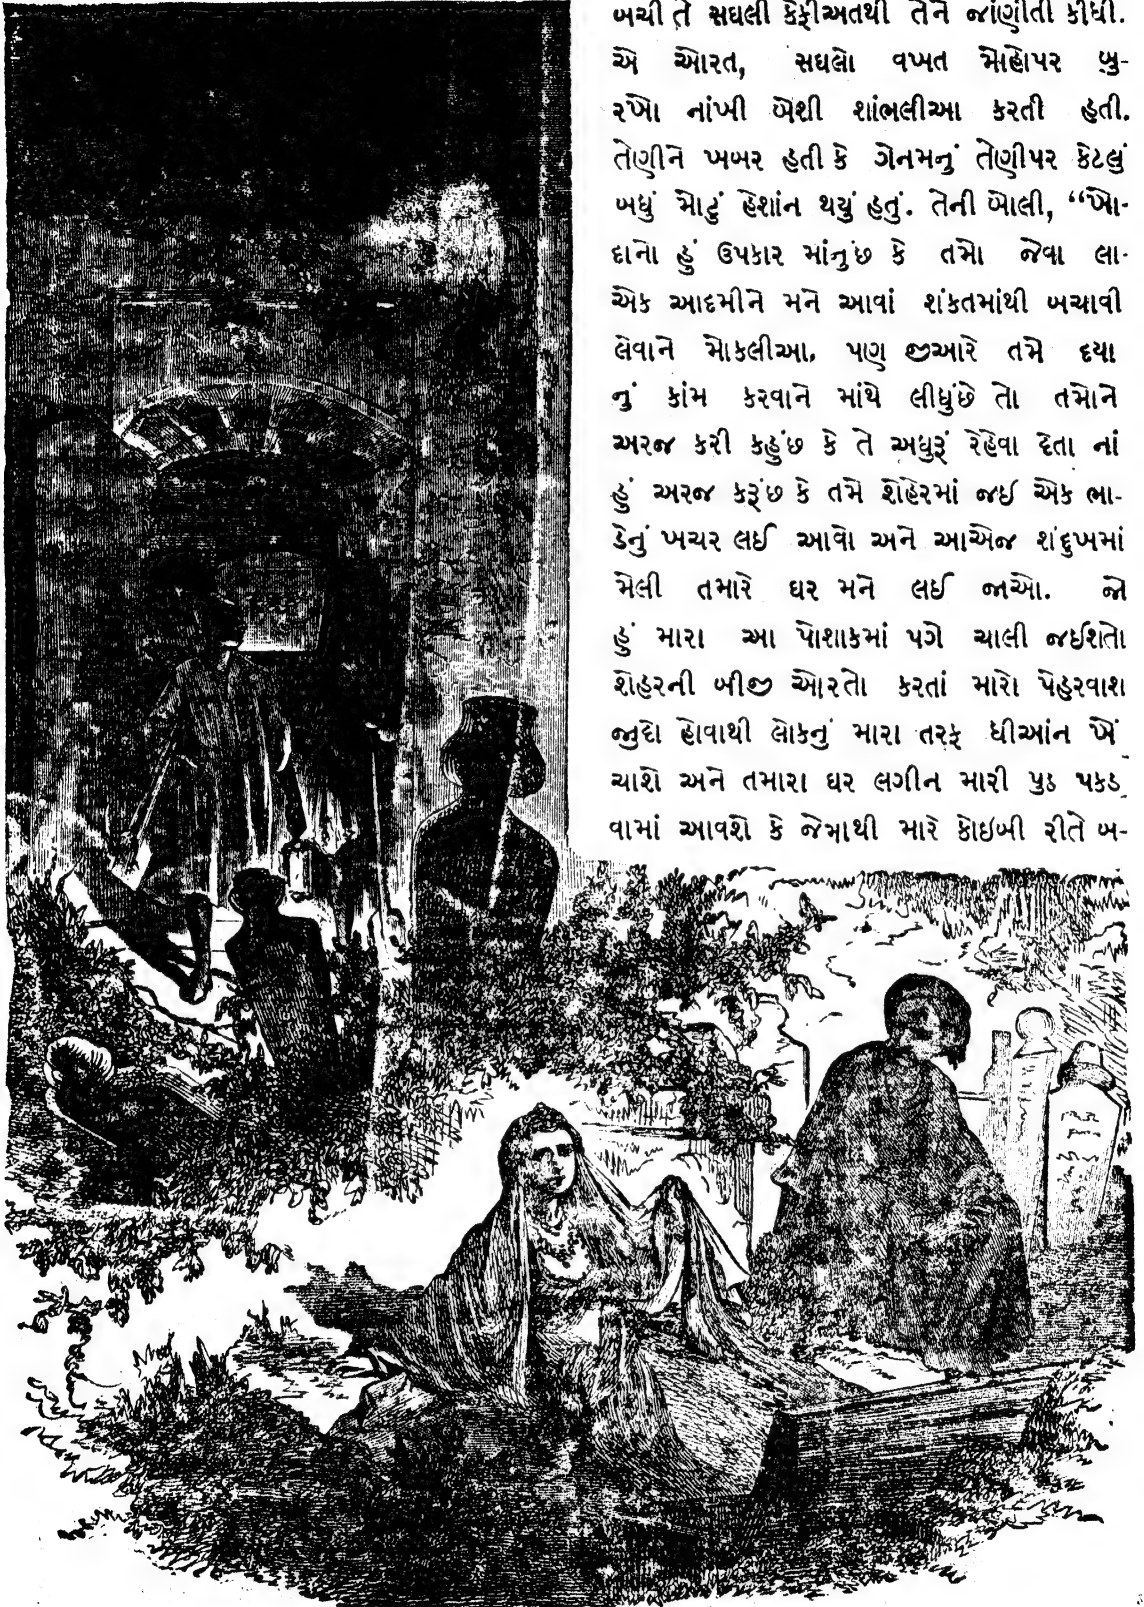 બચી તે સઘલી કેફીઅતથી તેને જાંણીતી કીધી.
એ ઓરત, સઘલો વખત મોહોપર બુ-
રખો નાંખી બેશી શાંભલીઆ કરતી હતી.
તેણીને ખબર હતી કે ગેનમનું તેણીપર કેટલું
બધું મોટું હેશાંન થયું હતું. તેની બોલી, “ખો-
દાનો હું ઉપકાર માંનુંછ કે તમો જેવા લા-
એક આદમીને મને આવાં શંકતમાંથી બચાવી
લેવાને મોકલીઆ. પણ જીઆરે તમે દયા
નું કાંમ કરવાને માંથે લીધુંછે તો તમોને
અરજ કરી કહુંછ કે તે અધુરૂં રેહેવા દેતા નાં
હું અરજ કરૂંછ કે તમે શેહેરમાં જઈ એક ભા-
ડેનું ખચર લઈ આવો અને આએજ શંદુખમાં
મેલી તમારે ઘર મને લઈ જાઓ. જો
હું મારા આ પોશાકમાં પગે ચાલી જઈશતો
શેહરની બીજી ઓરતો કરતાં મારો પેહરવાશ
જુદો હોવાથી લોકનું મારા તરફ ધીઆંન ખેં
ચાશે અને તમારા ઘર લગીન મારી પુઠ પકડ
વામાં આવશે કે જેમાથી મારે કોઇબી રીતે બ-